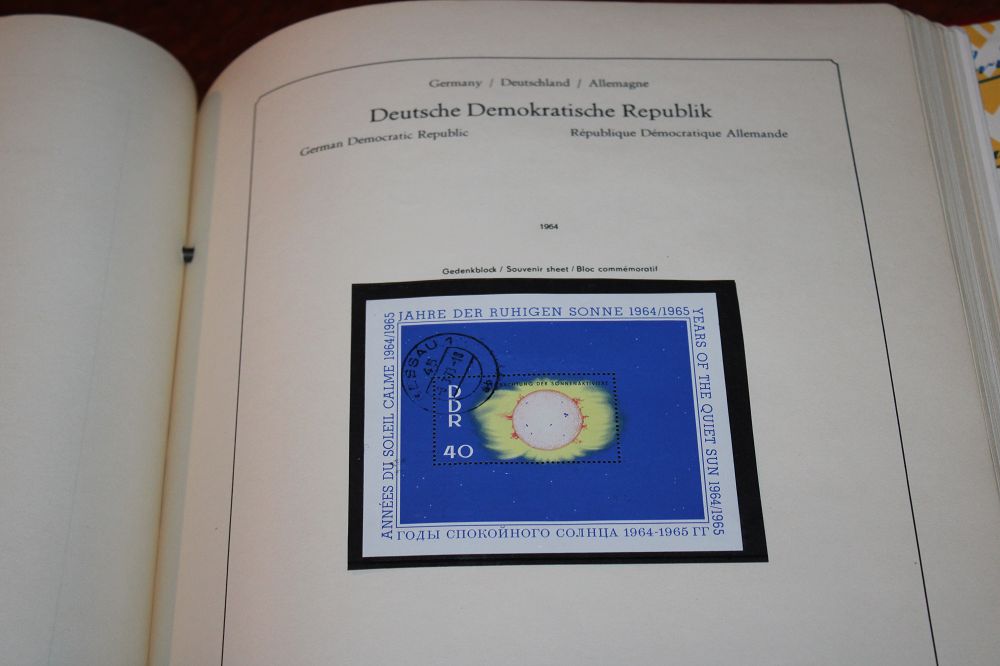 Germany / Deutschland / Allemagne
Deutsche Demokratische Republik
German Democratic Republic
République Démocratique Allemande
1964
Gedenkblock / Souvenir sheet / Bloc commémoratif
JAHRE DER RUHIGEN SONNE 1964/1965
YEARS OF THE QUIET SUN 1964/1965
ANNÉES DU SOLEIL CALME 1964/1965
ГОДЫ СПОКОЙНОГО СОЛНЦА 1964-1965 ГГ
DER SONNENAKTIVITÄT
DDR
40